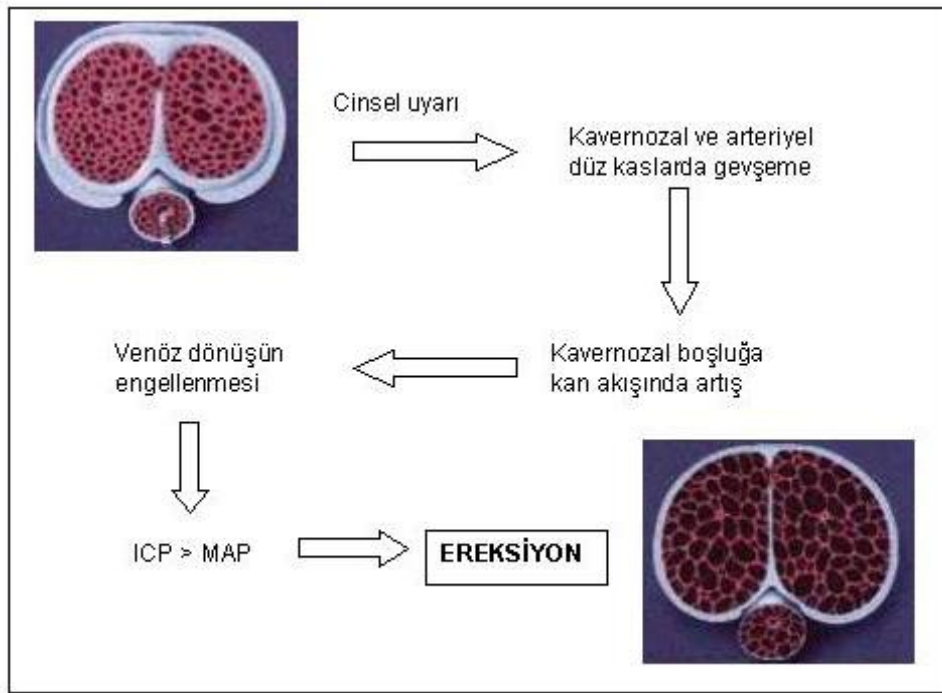 Cinsel uyarı
Kavernozal ve arteriyel
düz kaslarda gevşeme
Venöz dönüşün
engellenmesi
Kavernozal boşluğa
kan akışında artış
ICP > MAP
EREKSİYON